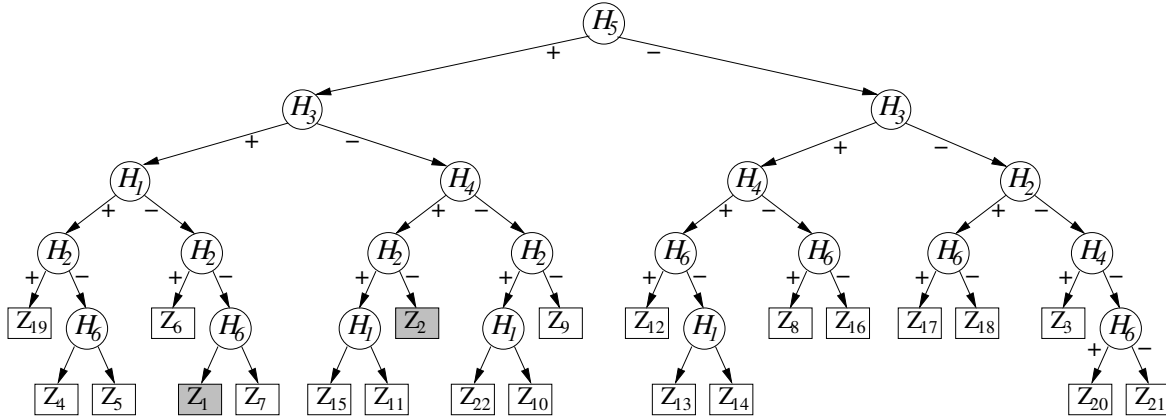 H5
+ −
H3 H3
+ − + −
H1 H4 H4 H2
+ − + − + − + −
H2 H2 H2 H2 H6 H6 H6 H4
+ − + − + − + − + − + − + − + −
Z19 H6 Z6 H6 H1 Z2 H1 Z9 Z12 H1 Z8 Z16 Z17 Z18 Z3 H6
+ −
Z4 Z5 Z1 Z7 Z15 Z11 Z22 Z10 Z13 Z14 Z20 Z21